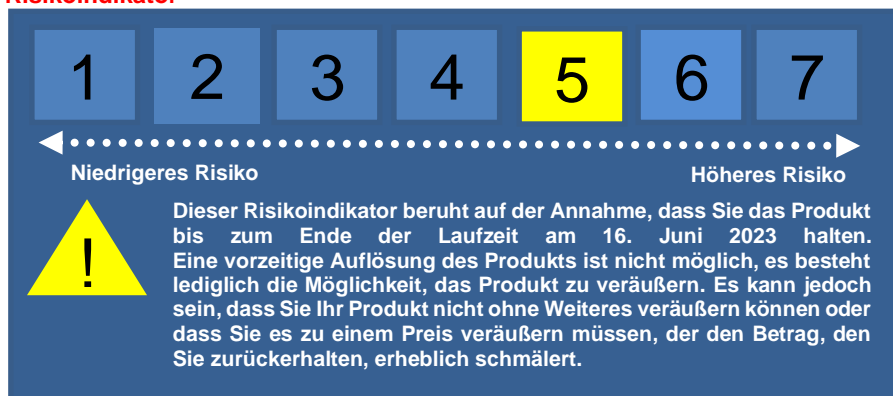 Risikoindikator
1 2 3 4 5 6 7
Niedrigeres Risiko Höheres Risiko
!
Dieser Risikoindikator beruht auf der Annahme, dass Sie das Produkt
bis zum Ende der Laufzeit am 16. Juni 2023 halten.
Eine vorzeitige Auflösung des Produkts ist nicht möglich, es besteht
lediglich die Möglichkeit, das Produkt zu veräußern. Es kann jedoch
sein, dass Sie Ihr Produkt nicht ohne Weiteres veräußern können oder
dass Sie es zu einem Preis veräußern müssen, der den Betrag, den
Sie zurückerhalten, erheblich schmälert.